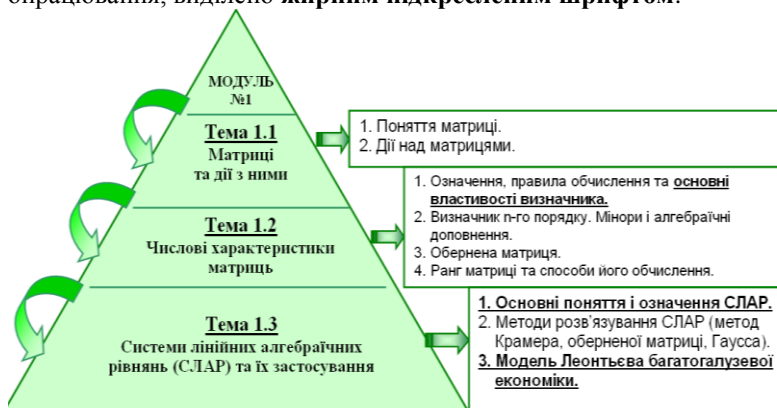 опрацювання, виділено жирним підкресленим шрифтом.
МОДУЛЬ
№1
Тема 1.1
Матриці
та дії з ними
1. Поняття матриці.
2. Дії над матрицями.
Тема 1.2
Числові характеристики
матриць
1. Означення, правила обчислення та основні
властивості визначника.
2. Визначник n-го порядку. Мінори і алгебраїчні
доповнення.
3. Обернена матриця.
4. Ранг матриці та способи його обчислення.
Тема 1.3
Системи лінійних алгебраїчних
рівнянь (СЛАР) та їх застосування
1. Основні поняття і означення СЛАР.
2. Методи розв'язування СЛАР (метод
Крамера, оберненої матриці, Гаусса).
3. Модель Леонтьєва багатогалузевої
економіки.